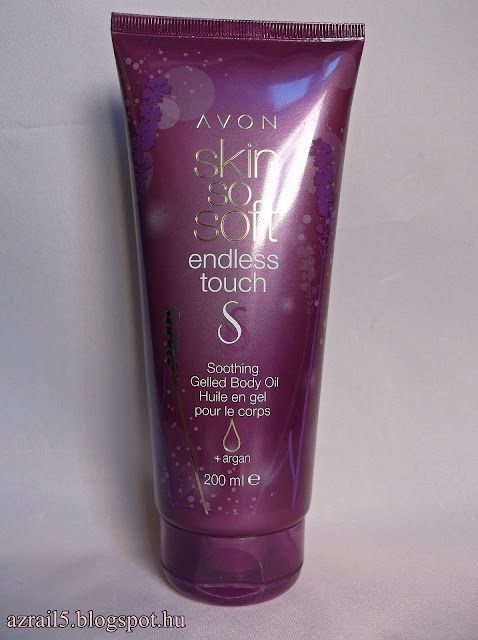 AVON
skin
so
soft
endless
touch
S
Soothing
Gelled Body Oil
Huile en gel
pour le corps
+ argan
200 ml ℮
azrail5.blogspot.hu